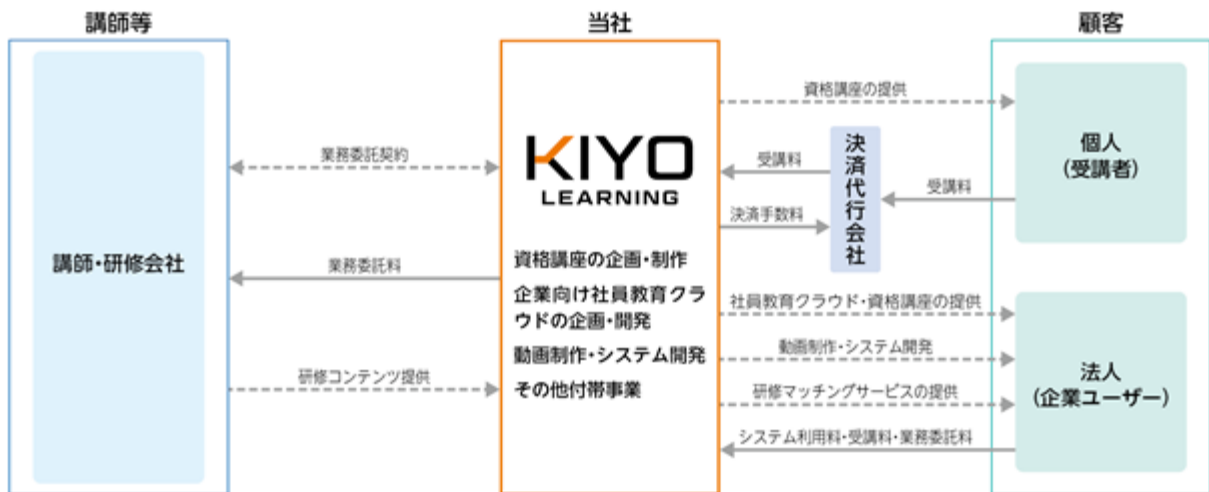 講師等
当社
顧客
講師・研修会社
業務委託契約
業務委託料
研修コンテンツ提供
KIYO
LEARNING
資格講座の企画・制作
企業向け社員教育クラ
ウドの企画・開発
動画制作・システム開発
その他付帯事業
資格講座の提供
受講料
決済手数料
決済代行会社
受講料
社員教育クラウド・資格講座の提供
動画制作・システム開発
研修マッチングサービスの提供
システム利用料・受講料・業務委託料
個人
（受講者）
法人
（企業ユーザー）